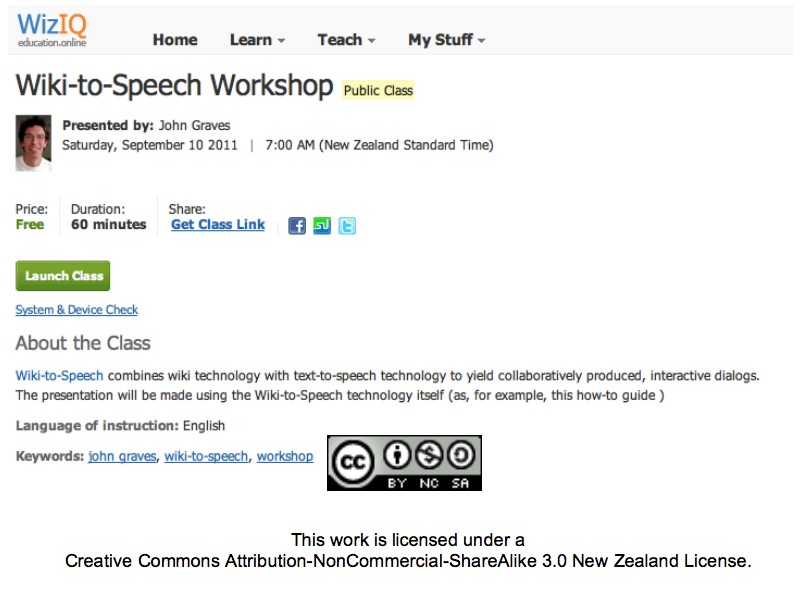 WizIQ
education.online
Home Learn Teach My Stuff
Wiki-to-Speech Workshop Public Class
Presented by: John Graves
Saturday, September 10 2011 | 7:00 AM (New Zealand Standard Time)
Price: Duration: Share:
Free 60 minutes Get Class Link
Launch Class
System & Device Check
About the Class
Wiki-to-Speech combines wiki technology with text-to-speech technology to yield collaboratively produced, interactive dialogs.
The presentation will be made using the Wiki-to-Speech technology itself (as, for example, this how-to guide )
Language of instruction: English
Keywords: john graves, wiki-to-speech, workshop
cc
BY NC SA
This work is licensed under a
Creative Commons Attribution-NonCommercial-ShareAlike 3.0 New Zealand License.